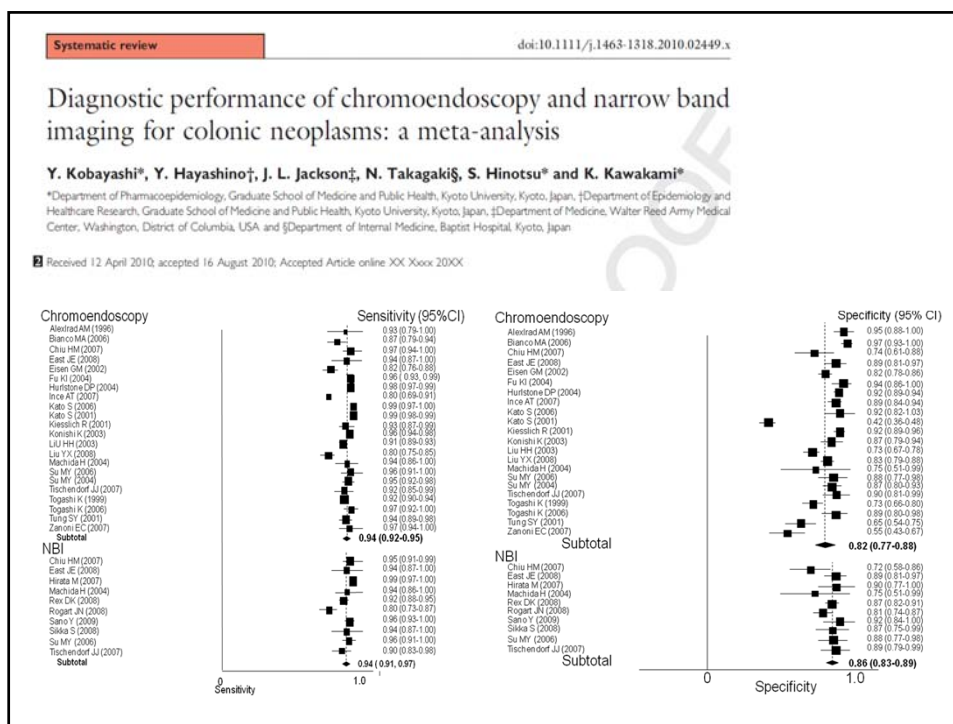 Systematic review
doi:10.1111/j.1463-1318.2010.02449.x
Diagnostic performance of chromoendoscopy and narrow band
imaging for colonic neoplasms: a meta-analysis
Y. Kobayashi*, Y. Hayashino†, J. L. Jackson‡, N. Takagaki§, S. Hinotsu* and K. Kawakami*
*Department of Pharmacoepidemiology, Graduate School of Medicine and Public Health, Kyoto University, Kyoto, Japan, †Department of Epidemiology and
Healthcare Research, Graduate School of Medicine and Public Health, Kyoto University, Kyoto, Japan, ‡Department of Medicine, Walter Reed Army Medical
Center, Washington, District of Columbia, USA and §Department of Internal Medicine, Baptist Hospital, Kyoto, Japan
2 Received 12 April 2010; accepted 16 August 2010; Accepted Article online XX Xxxx 20XX
Chromoendoscopy Sensitivity (95%CI)
AlexIrad AM (1996) 0.93 (0.79-1.00)
Bianco MA (2006) 0.87 (0.79-0.94)
Chiu HM (2007) 0.97 (0.94-1.00)
East JE (2008) 0.94 (0.87-1.00)
Eisen GM (2002) 0.82 (0.76-0.88)
Fu KI (2004) 0.96 ( 0.93, 0.99)
Hurlstone DP (2004) 0.98 (0.97-0.99)
Ince AT (2007) 0.80 (0.69-0.91)
Kato S (2006) 0.99 (0.97-1.00)
Kato S (2001) 0.99 (0.98-0.99)
Kiesslich R (2001) 0.93 (0.87-0.99)
Konishi K (2003) 0.96 (0.94-0.98)
LiU HH (2003) 0.91 (0.89-0.93)
Liu YX (2008) 0.80 (0.75-0.85)
Machida H (2004) 0.94 (0.86-1.00)
Su MY (2006) 0.96 (0.91-1.00)
Su MY (2004) 0.95 (0.92-0.98)
Tischendorf JJ (2007) 0.92 (0.85-0.99)
Togashi K (1999) 0.92 (0.90-0.94)
Togashi K (2006) 0.97 (0.92-1.00)
Tung SY (2001) 0.94 (0.89-0.98)
Zanoni EC (2007) 0.97 (0.94-1.00)
Subtotal 0.94 (0.92-0.95)
NBI
Chiu HM (2007) 0.95 (0.91-0.99)
East JE (2008) 0.94 (0.87-1.00)
Hirata M (2007) 0.99 (0.97-1.00)
Machida H (2004) 0.94 (0.86-1.00)
Rex DK (2008) 0.92 (0.88-0.95)
Rogart JN (2008) 0.80 (0.73-0.87)
Sano Y (2009) 0.96 (0.93-1.00)
Sikka S (2008) 0.94 (0.87-1.00)
Su MY (2006) 0.96 (0.91-1.00)
Tischendorf JJ (2007) 0.90 (0.83-0.98)
Subtotal 0.94 ( 0.91, 0.97)
0 1.0
Sensitivity
Chromoendoscopy Specificity (95% CI)
AlexIrad AM (1996) 0.95 (0.88-1.00)
Bianco MA (2006) 0.97 (0.93-1.00)
Chiu HM (2007) 0.74 (0.61-0.88)
East JE (2008) 0.89 (0.81-0.97)
Eisen GM (2002) 0.82 (0.78-0.86)
Fu KI (2004) 0.94 (0.86-1.00)
Hurlstone DP (2004) 0.92 (0.89-0.94)
Ince AT (2007) 0.89 (0.84-0.94)
Kato S (2006) 0.92 (0.82-1.03)
Kato S (2001) 0.42 (0.36-0.48)
Kiesslich R (2001) 0.92 (0.89-0.96)
Konishi K (2003) 0.87 (0.79-0.94)
Liu HH (2003) 0.73 (0.67-0.78)
Liu YX (2008) 0.83 (0.79-0.88)
Machida H (2004) 0.75 (0.51-0.99)
Su MY (2006) 0.88 (0.77-0.98)
Su MY (2004) 0.87 (0.80-0.93)
Tischendorf JJ (2007) 0.90 (0.81-0.99)
Togashi K (1999) 0.73 (0.66-0.80)
Togashi K (2006) 0.89 (0.80-0.98)
Tung SY (2001) 0.65 (0.54-0.75)
Zanoni EC (2007) 0.55 (0.43-0.67)
Subtotal 0.82 (0.77-0.88)
NBI
Chiu HM (2007) 0.72 (0.58-0.86)
East JE (2008) 0.89 (0.81-0.97)
Hirata M (2007) 0.90 (0.77-1.00)
Machida H (2004) 0.75 (0.51-0.99)
Rex DK (2008) 0.87 (0.82-0.91)
Rogart JN (2008) 0.81 (0.74-0.87)
Sano Y (2009) 0.92 (0.84-1.00)
Sikka S (2008) 0.87 (0.75-0.99)
Su MY (2006) 0.88 (0.77-0.98)
Tischendorf JJ (2007) 0.89 (0.79-0.99)
Subtotal 0.86 (0.83-0.89)
0 1.0
Specificity